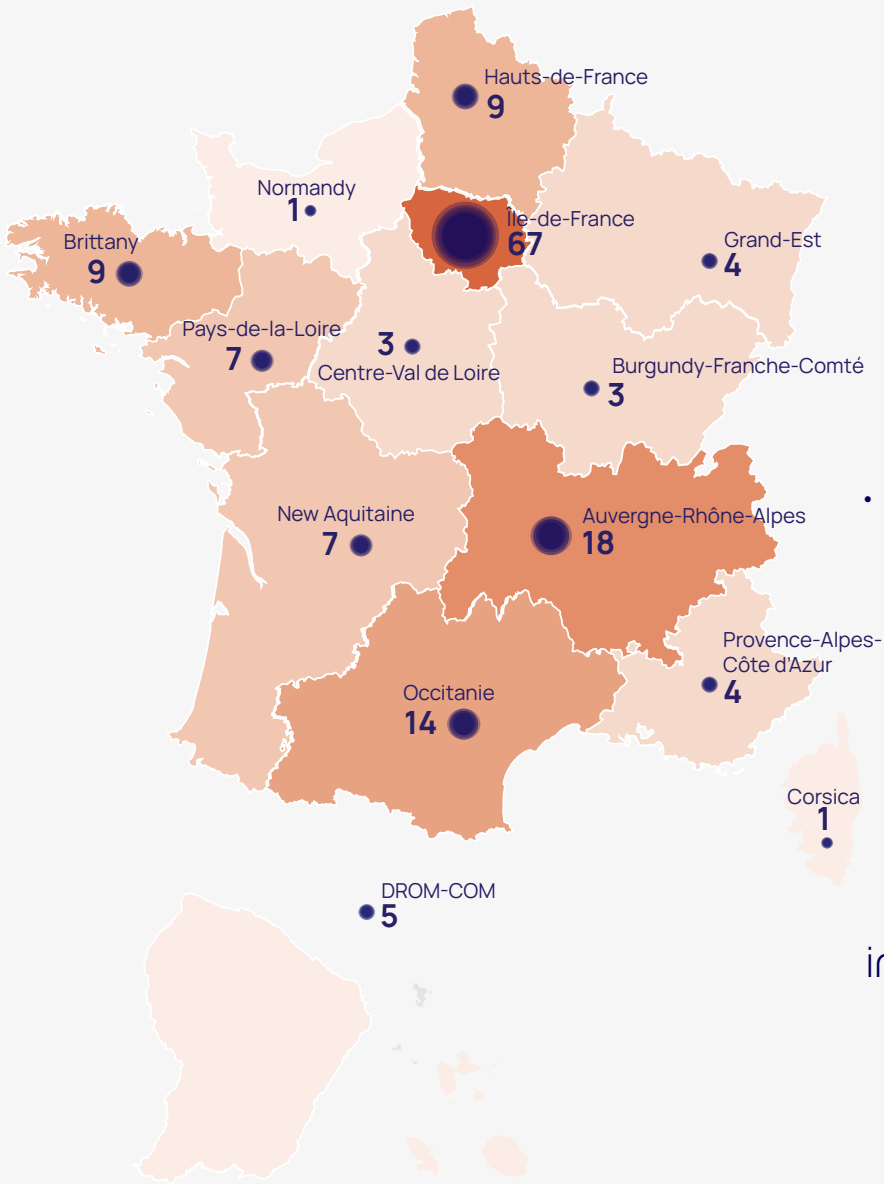 Hauts-de-France
9
Normandy
1
Île-de-France
67
Brittany
9
Grand-Est
4
Pays-de-la-Loire
7
3
Centre-Val de Loire
Burgundy-Franche-Comté
3
New Aquitaine
7
Auvergne-Rhône-Alpes
18
Provence-Alpes-
Côte d'Azur
4
Occitanie
14
Corsica
1
DROM-COM
5